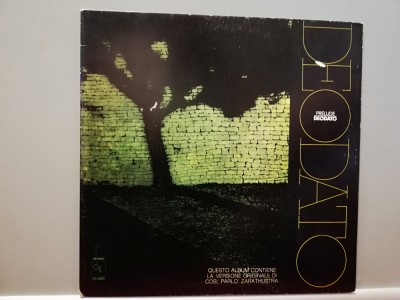 DEODATO
PRELUDE
DEODATO
QUESTO ALBUM CONTIENE
LA VERSIONE ORIGINALE DI
COSI PARLO' ZARATHUSTRA